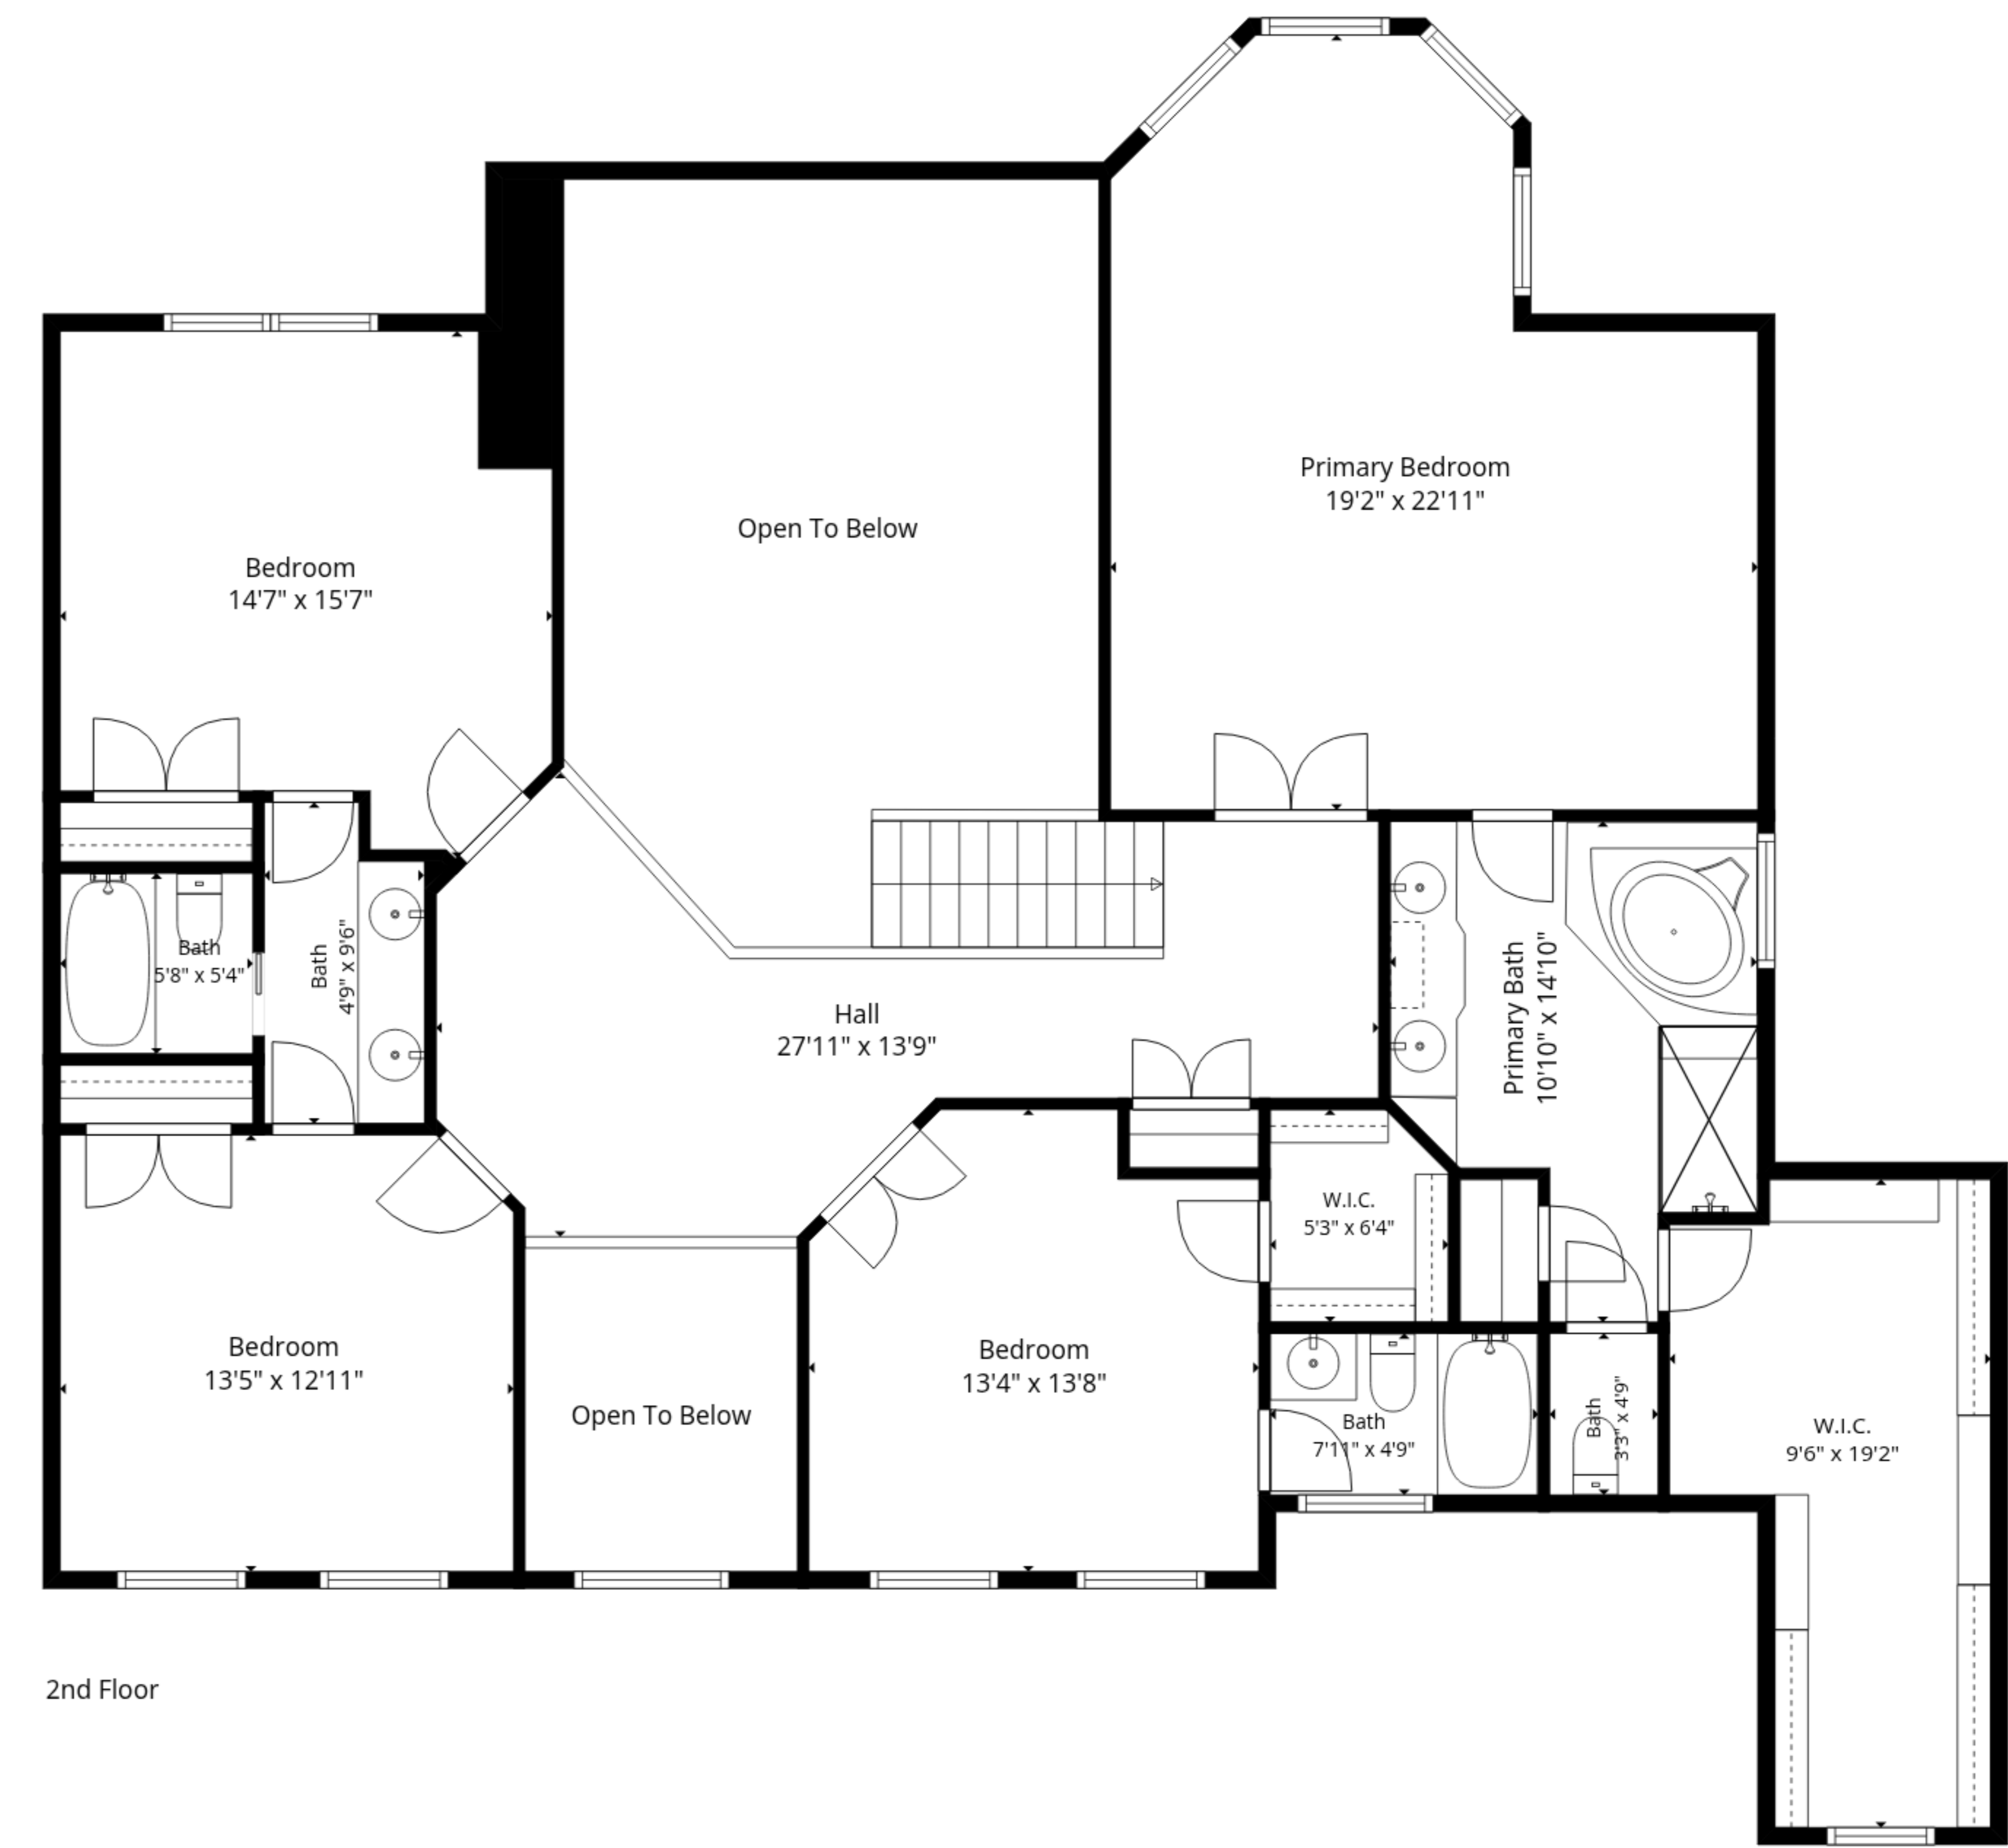 Primary Bedroom
19'2" x 22'11"
Open To Below
Bedroom
14'7" x 15'7"
Bath
5'8" x 5'4"
Bath
4'9" x 9'6"
Hall
27'11" x 13'9"
Primary Bath
10'10" x 14'10"
W.I.C.
5'3" x 6'4"
Bedroom
13'5" x 12'11"
Open To Below
Bedroom
13'4" x 13'8"
Bath
7'11" x 4'9"
Bath
3'3" x 4'9"
W.I.C.
9'6" x 19'2"
2nd Floor